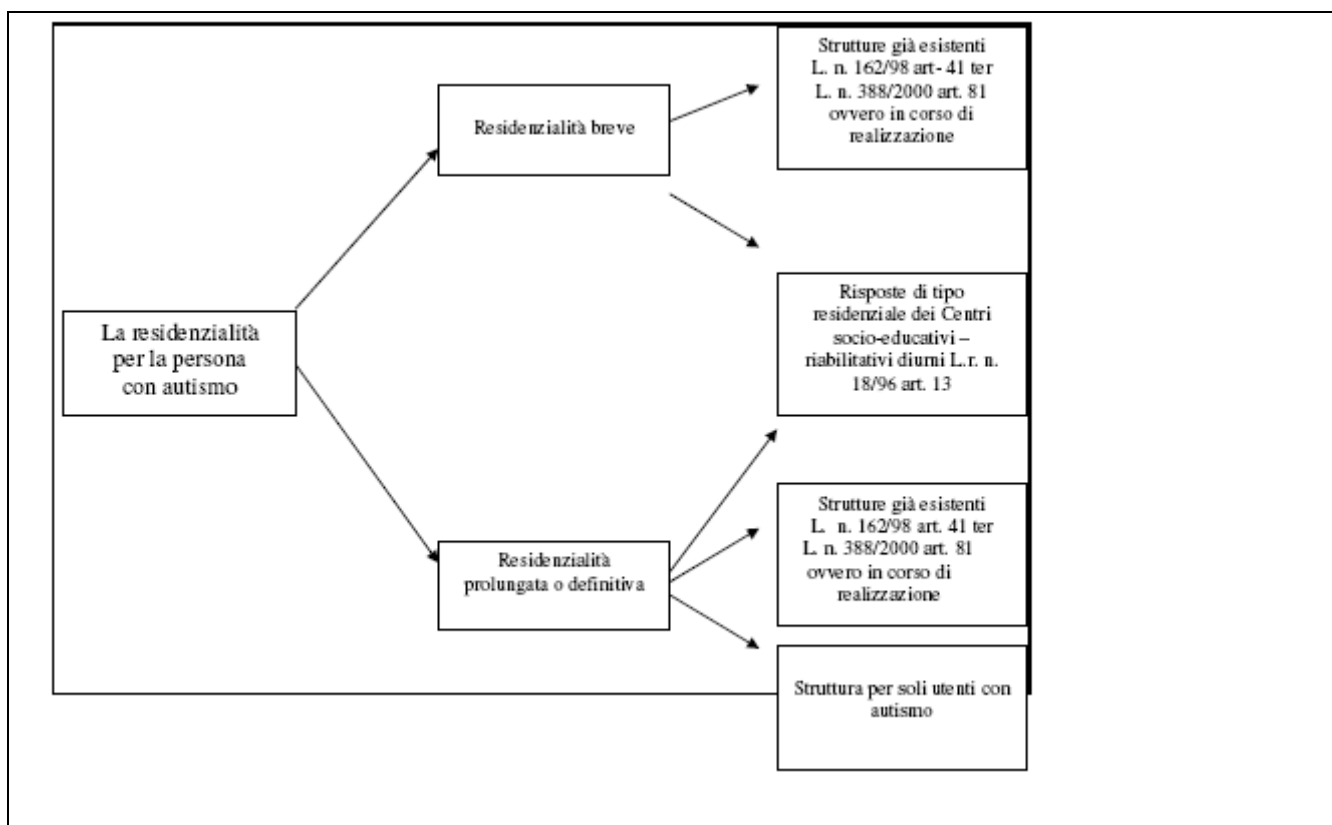 La residenzialità
per la persona
con autismo
Residenzialità breve
Strutture già esistenti
L. n. 162/98 art- 41 ter
L. n. 388/2000 art. 81
ovvero in corso di
realizzazione
Risposte di tipo
residenziale dei Centri
socio-educativi –
riabilitativi diurni L.r. n.
18/96 art. 13
Residenzialità
prolungata o definitiva
Strutture già esistenti
L. n. 162/98 art. 41 ter
L. n. 388/2000 art. 81
ovvero in corso di
realizzazione
Struttura per soli utenti con
autismo